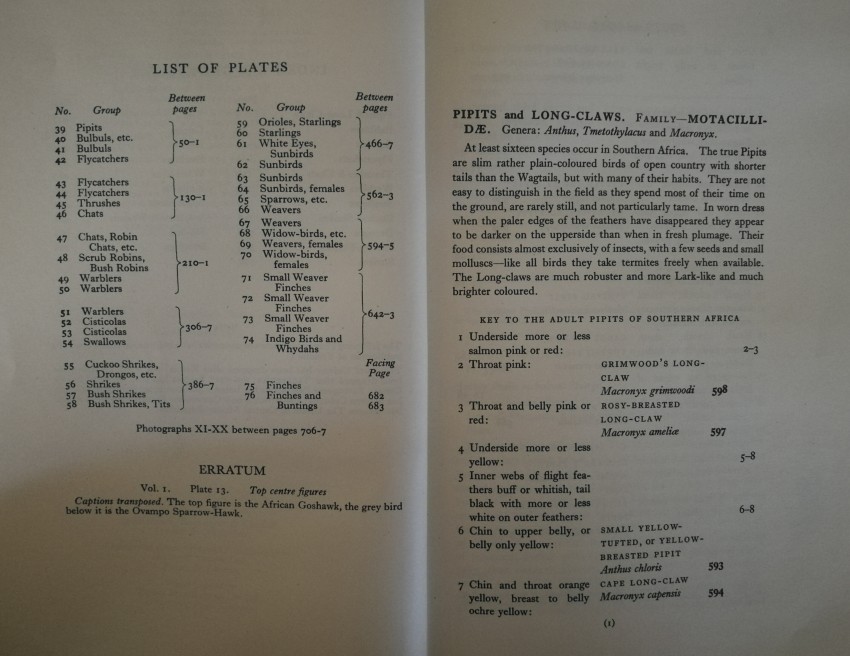 LIST OF PLATES
No. Group Between pages
39 Pipits
40 Bulbuls, etc.
41 Bulbuls
42 Flycatchers
50-1
43 Flycatchers
44 Flycatchers
45 Thrushes
46 Chats
130-1
47 Chats, Robin
Chats, etc.
48 Scrub Robins,
Bush Robins
49 Warblers
50 Warblers
210-1
51 Warblers
52 Cisticolas
53 Cisticolas
54 Swallows
306-7
55 Cuckoo Shrikes,
Drongos, etc.
56 Shrikes
57 Bush Shrikes
58 Bush Shrikes, Tits
386-7
No. Group Between pages
59 Orioles, Starlings
60 Starlings
61 White Eyes,
Sunbirds
62 Sunbirds
466-7
63 Sunbirds
64 Sunbirds, females
65 Sparrows, etc.
66 Weavers
562-3
67 Weavers
68 Widow-birds, etc.
69 Weavers, females
70 Widow-birds,
females
594-5
71 Small Weaver
Finches
72 Small Weaver
Finches
73 Small Weaver
Finches
74 Indigo Birds and
Whydahs
642-3
Facing
Page
75 Finches 682
76 Finches and
Buntings 683
Photographs XI-XX between pages 706-7
ERRATUM
Vol. 1. Plate 13. Top centre figures
Captions transposed. The top figure is the African Goshawk, the grey bird
below it is the Ovampo Sparrow-Hawk.
PIPITS and LONG-CLAWS. FAMILY—MOTACILLI-
DÆ. Genera: Anthus, Tmetothylacus and Macronyx.
At least sixteen species occur in Southern Africa. The true Pipits
are slim rather plain-coloured birds of open country with shorter
tails than the Wagtails, but with many of their habits. They are not
easy to distinguish in the field as they spend most of their time on
the ground, are rarely still, and not particularly tame. In worn dress
when the paler edges of the feathers have disappeared they appear
to be darker on the upperside than when in fresh plumage. Their
food consists almost exclusively of insects, with a few seeds and small
molluscs—like all birds they take termites freely when available.
The Long-claws are much robuster and more Lark-like and much
brighter coloured.
KEY TO THE ADULT PIPITS OF SOUTHERN AFRICA
1 Underside more or less
salmon pink or red: 2-3
2 Throat pink: GRIMWOOD'S LONG-
CLAW
Macronyx grimwoodi 598
3 Throat and belly pink or ROSY-BREASTED
red: LONG-CLAW
Macronyx ameliæ 597
4 Underside more or less
yellow: 5-8
5 Inner webs of flight fea-
thers buff or whitish, tail
black with more or less
white on outer feathers: 6-8
6 Chin to upper belly, or SMALL YELLOW-
belly only yellow: TUFTED, or YELLOW-
BREASTED PIPIT
Anthus chloris 593
7 Chin and throat orange CAPE LONG-CLAW
yellow, breast to belly Macronyx capensis 594
ochre yellow:
(1)